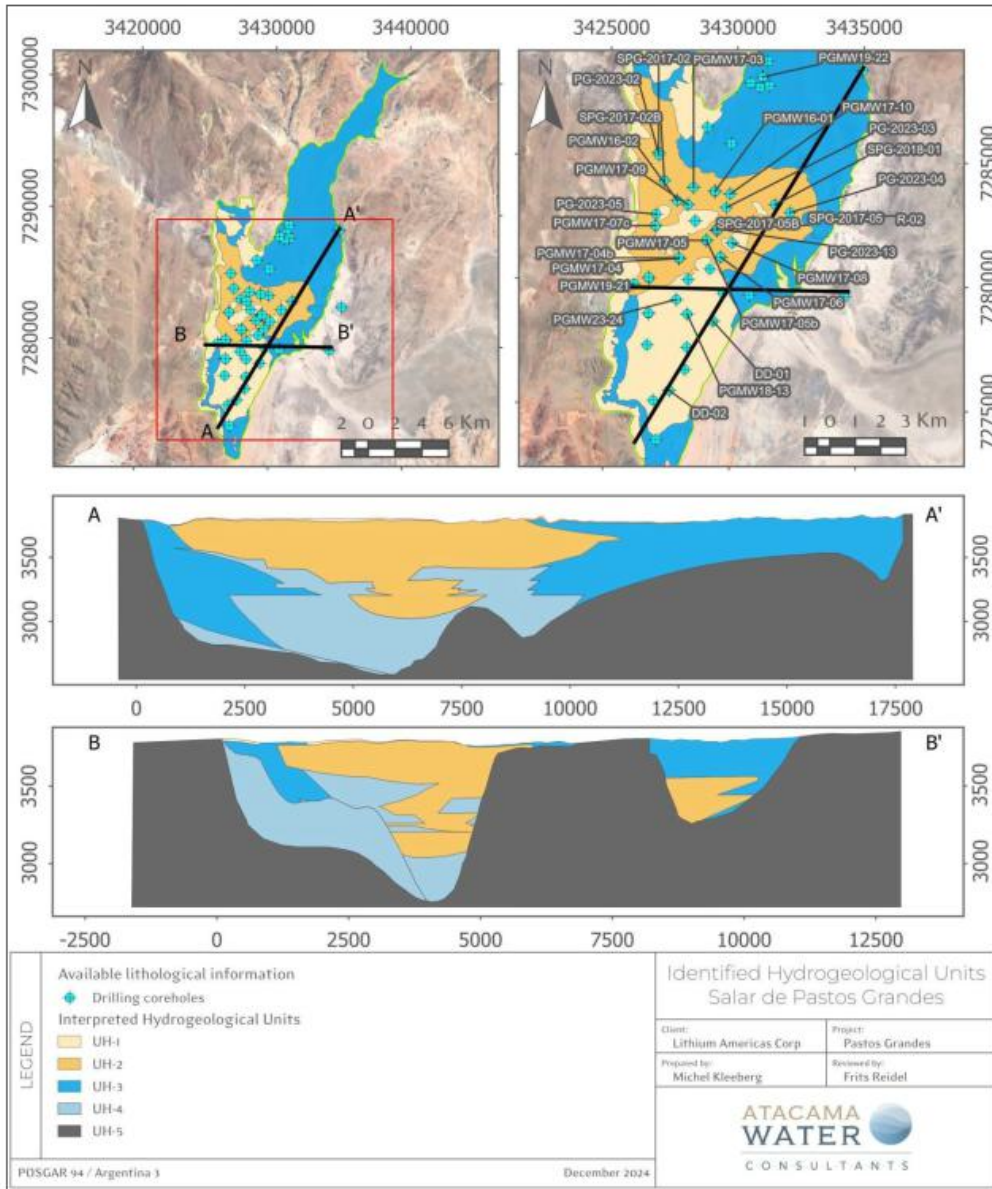 3420000 3430000 3440000
7300000
7290000
7280000
N
A'
B
B'
A
2 0 2 4 6 Km
3425000 3430000 3435000
7285000
7280000
7275000
N
SPG-2017-02
PGMW17-03
PGMW19-22
PG-2023-02
SPG-2017-02B
PGMW16-01
PGMW17-10
PGMW16-02
PG-2023-03
PGMW17-09
SPG-2018-01
PG-2023-04
PG-2023-05
PGMW17-07c
SPG-2017-05B
SPG-2017-05
R-02
PGMW17-05
PG-2023-13
PGMW17-04b
PGMW17-04
PGMW17-08
PGMW19-21
PGMW17-06
PGMW23-24
PGMW17-05b
DD-01
PGMW18-13
DD-02
1 0 1 2 3 Km
A A'
3500 3500
3000 3000
0 2500 5000 7500 10000 12500 15000 17500
B B'
3500 3500
3000 3000
-2500 0 2500 5000 7500 10000 12500
LEGEND
Available lithological information
Drilling coreholes
Interpreted Hydrogeological Units
UH-1
UH-2
UH-3
UH-4
UH-5
Identified Hydrogeological Units
Salar de Pastos Grandes
Client: Project:
Lithium Americas Corp Pastos Grandes
Prepared by: Reviewed by:
Michel Kleeberg Frits Reidel
ATACAMA
WATER
CONSULTANTS
POSGAR 94 / Argentina 3 December 2024